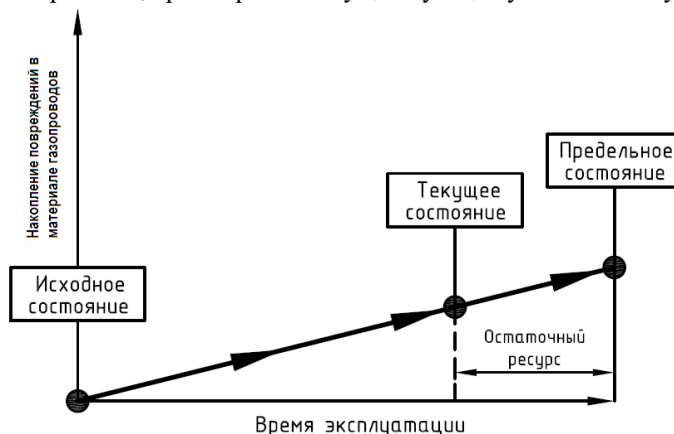 Накопление повреждений в
материале газопроводов
Исходное
состояние
Текущее
состояние
Предельное
состояние
Остаточный
ресурс
Время эксплуатации